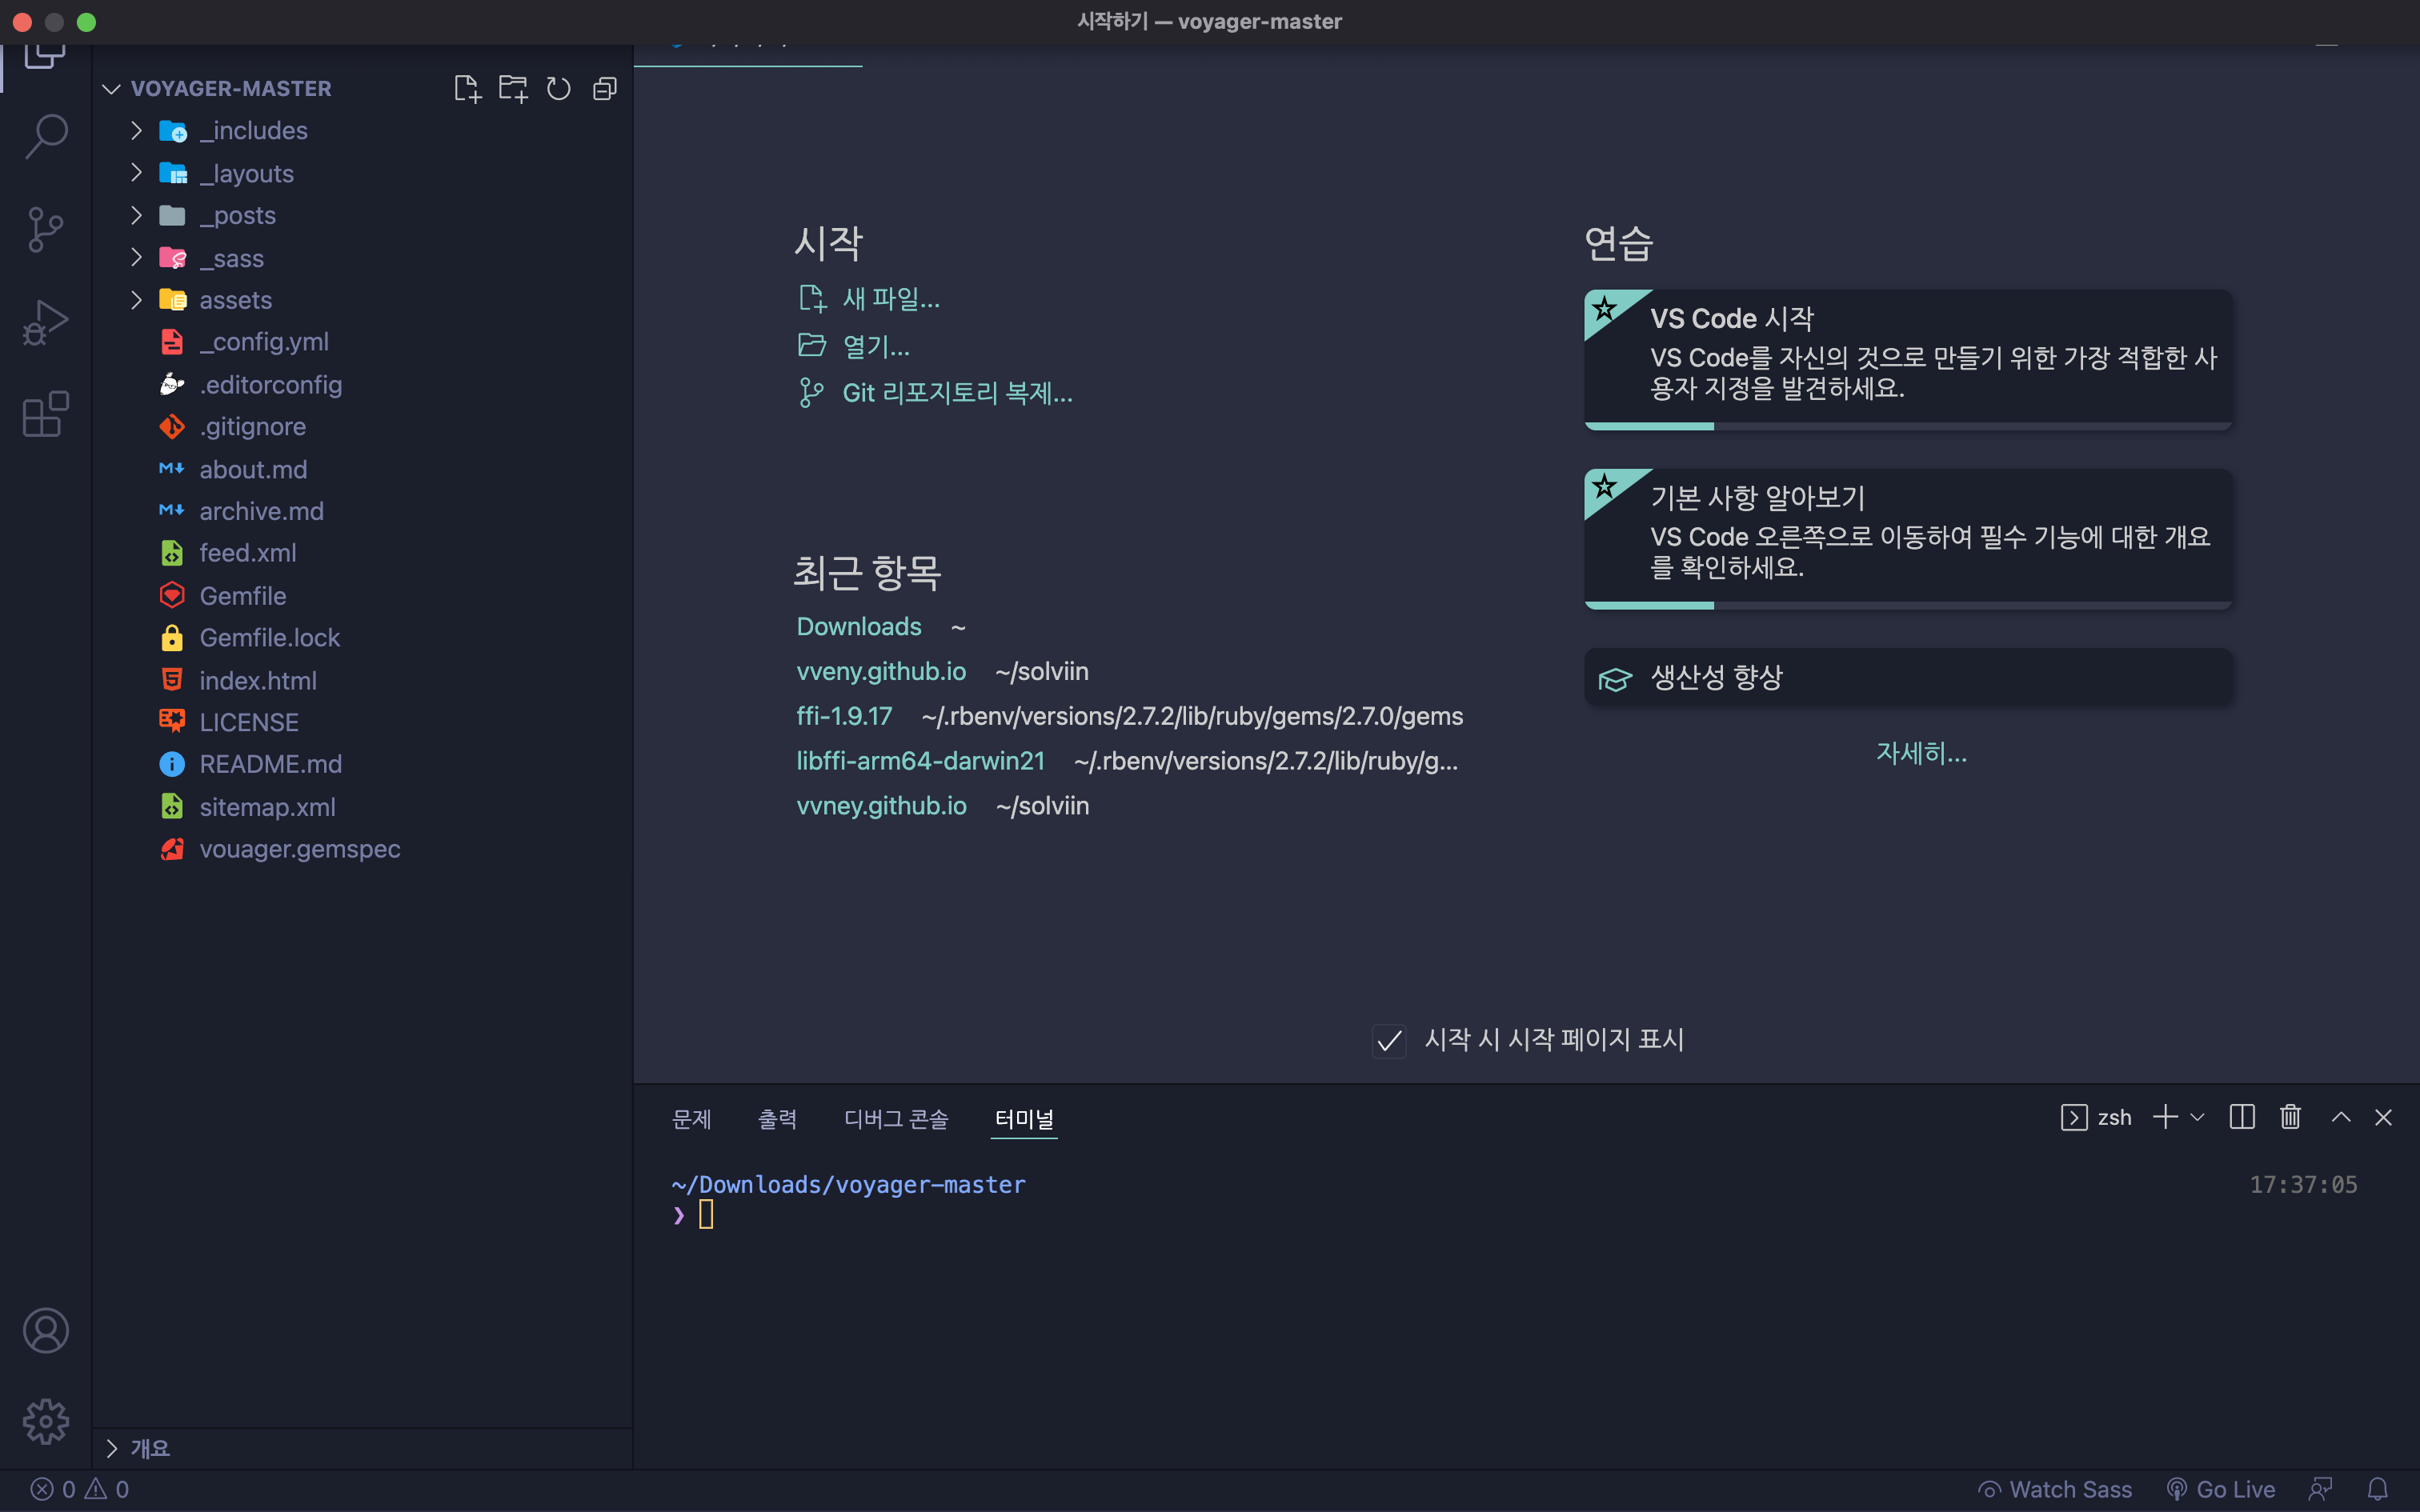 시작하기 — voyager-master
VOYAGER-MASTER
_includes
_layouts
_posts
_sass
assets
_config.yml
.editorconfig
.gitignore
about.md
archive.md
feed.xml
Gemfile
Gemfile.lock
index.html
LICENSE
README.md
sitemap.xml
vouager.gemspec
개요
시작
새 파일...
열기...
Git 리포지토리 복제...
최근 항목
Downloads ~
vveny.github.io ~/solviin
ffi-1.9.17 ~/.rbenv/versions/2.7.2/lib/ruby/gems/2.7.0/gems
libffi-arm64-darwin21 ~/.rbenv/versions/2.7.2/lib/ruby/g...
vvney.github.io ~/solviin
연습
VS Code 시작
VS Code를 자신의 것으로 만들기 위한 가장 적합한 사
용자 지정을 발견하세요.
기본 사항 알아보기
VS Code 오른쪽으로 이동하여 필수 기능에 대한 개요
를 확인하세요.
생산성 향상
자세히...
시작 시 시작 페이지 표시
문제 출력 디버그 콘솔 터미널 zsh
~/Downloads/voyager-master 17:37:05
❯
0 0 Watch Sass Go Live